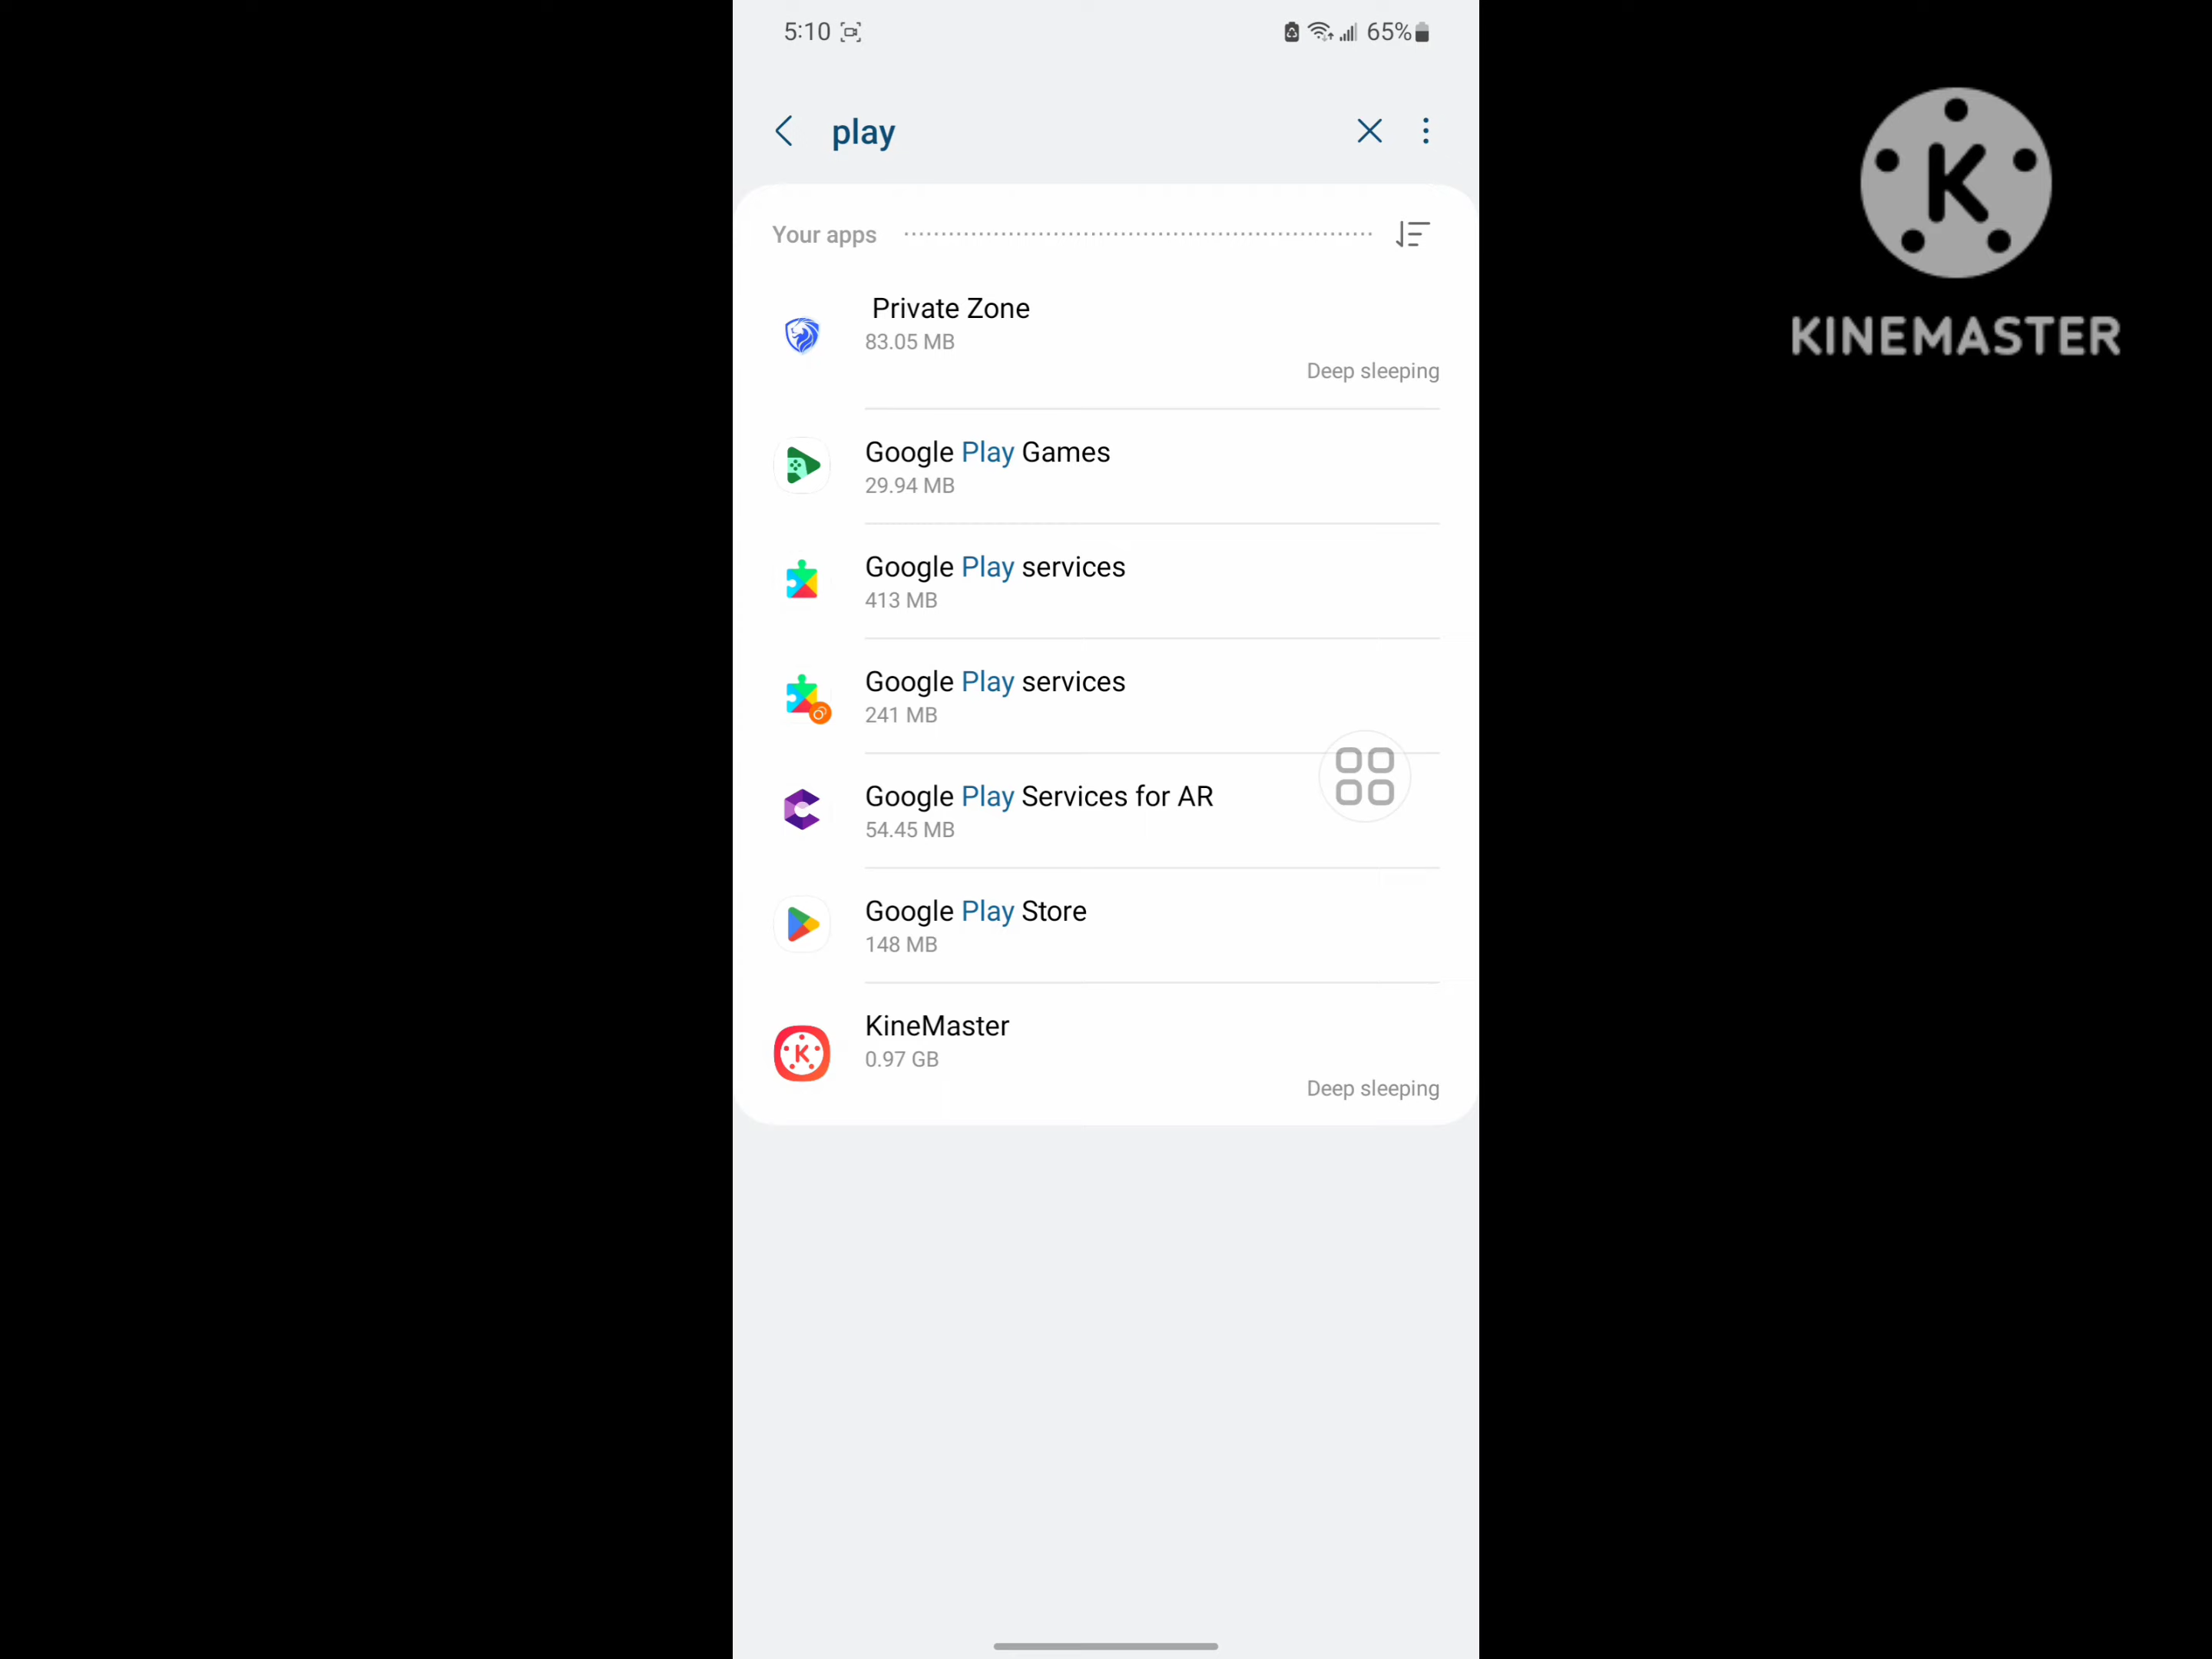 5:10
65%
play
Your apps
Private Zone
83.05 MB
Deep sleeping
Google Play Games
29.94 MB
Google Play services
413 MB
Google Play services
241 MB
Google Play Services for AR
54.45 MB
Google Play Store
148 MB
KineMaster
0.97 GB
Deep sleeping
K
KINEMASTER